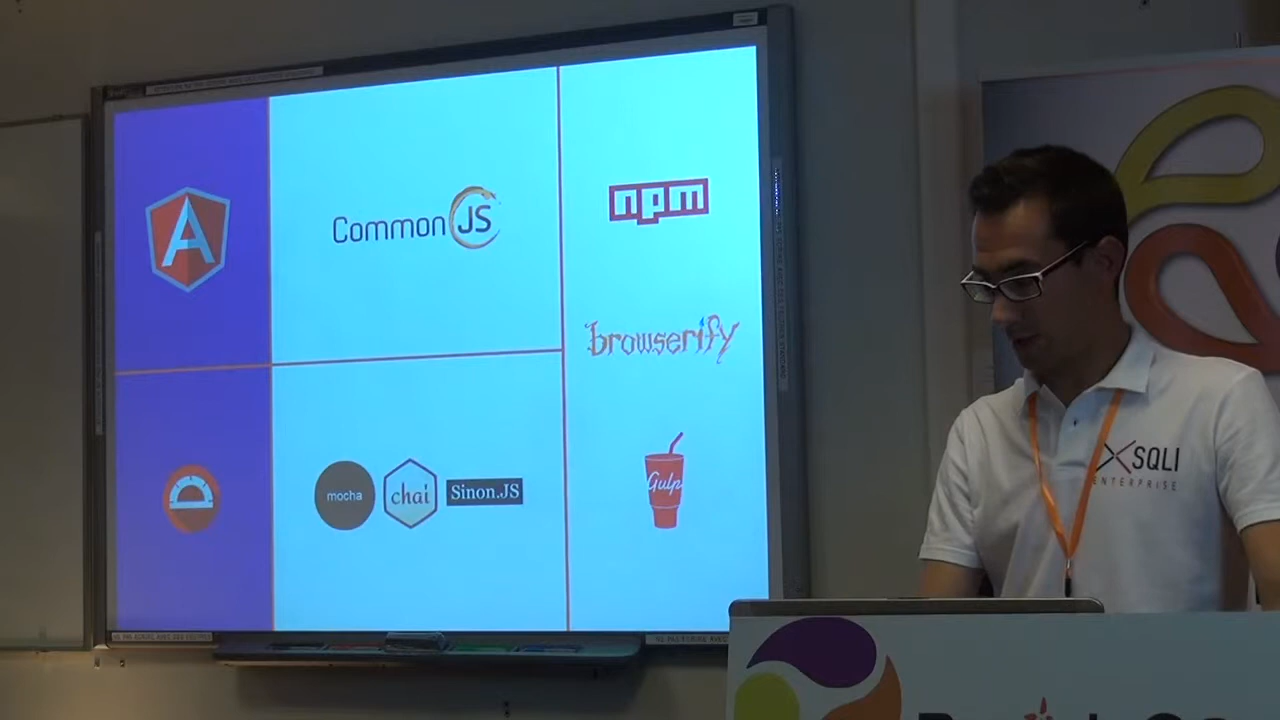 A
CommonJS
npm
browserify
mocha
chai
Sinon.JS
Gulp
SQLI
ENTERPRISE